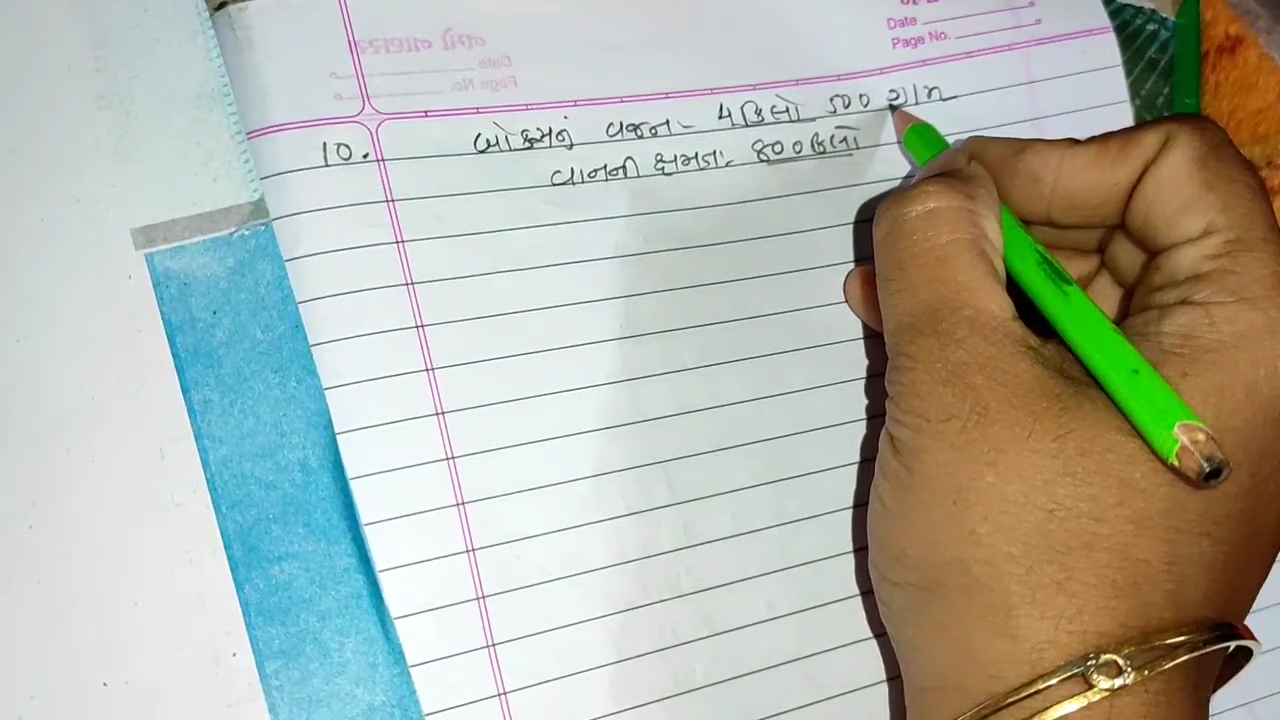 Date
Page No.
10. બોક્સનું વજન:- 4 કિલો 500 ગ્રામ
વાનની ક્ષમતા:- 800 કિલો